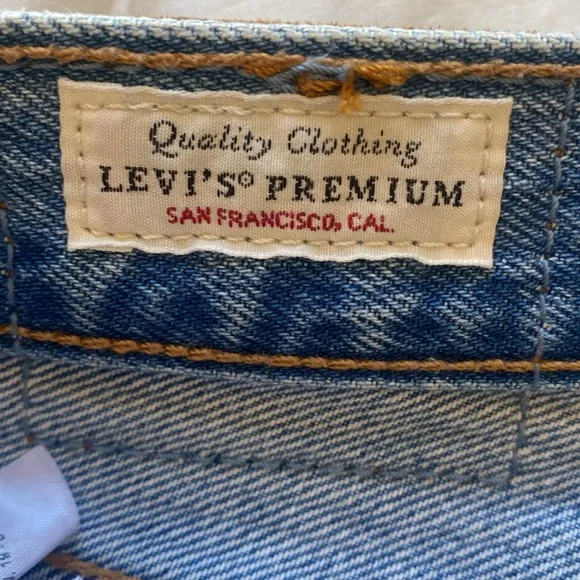 Quality Clothing
LEVI'S® PREMIUM
SAN FRANCISCO, CAL.